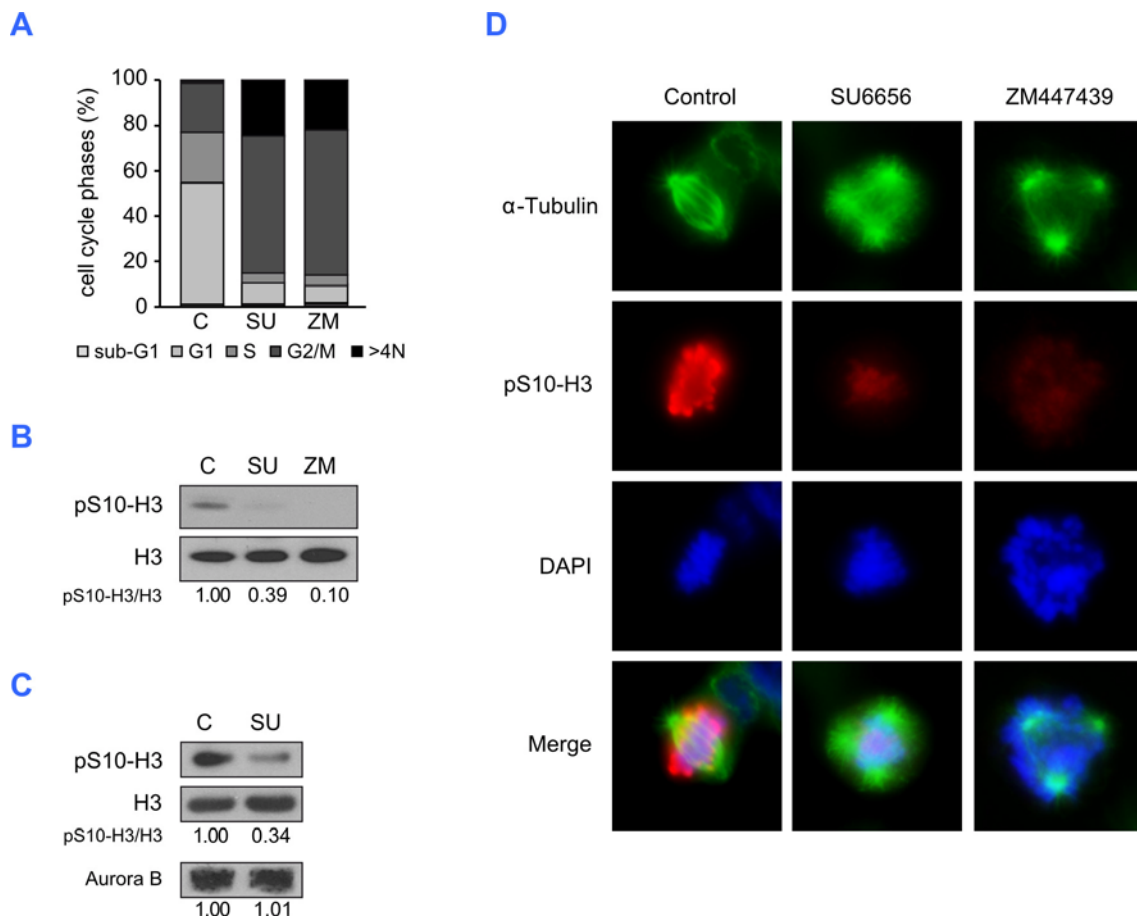 A
100
80
60
40
20
0
cell cycle phases (%)
C SU ZM
sub-G1 G1 S G2/M >4N
B
C SU ZM
pS10-H3
H3
pS10-H3/H3 1.00 0.39 0.10
C
C SU
pS10-H3
H3
pS10-H3/H3 1.00 0.34
Aurora B
1.00 1.01
D
Control SU6656 ZM447439
α-Tubulin
pS10-H3
DAPI
Merge